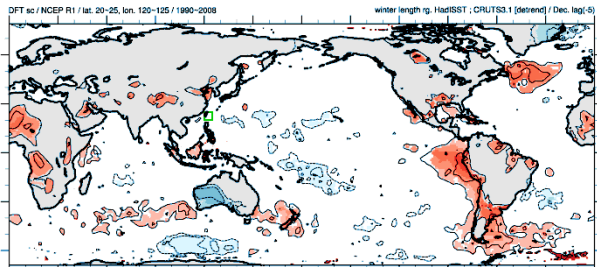 DFT sc / NCEP R1 / lat. 20-25, lon. 120-125 / 1990-2008
winter length rg. HadISST ; CRUTS3.1 [detrend] / Dec. lag(-5)